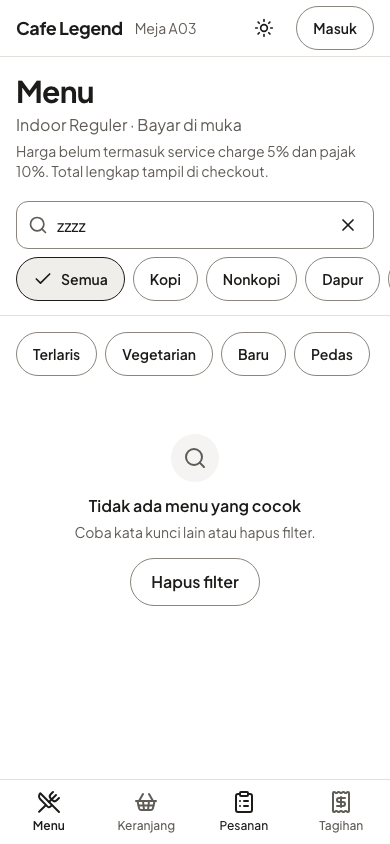 Cafe Legend Meja A03 Masuk
Menu
Indoor Reguler · Bayar di muka
Harga belum termasuk service charge 5% dan pajak
10%. Total lengkap tampil di checkout.
zzzz
Semua Kopi Nonkopi Dapur
Terlaris Vegetarian Baru Pedas
Tidak ada menu yang cocok
Coba kata kunci lain atau hapus filter.
Hapus filter
Menu Keranjang Pesanan Tagihan